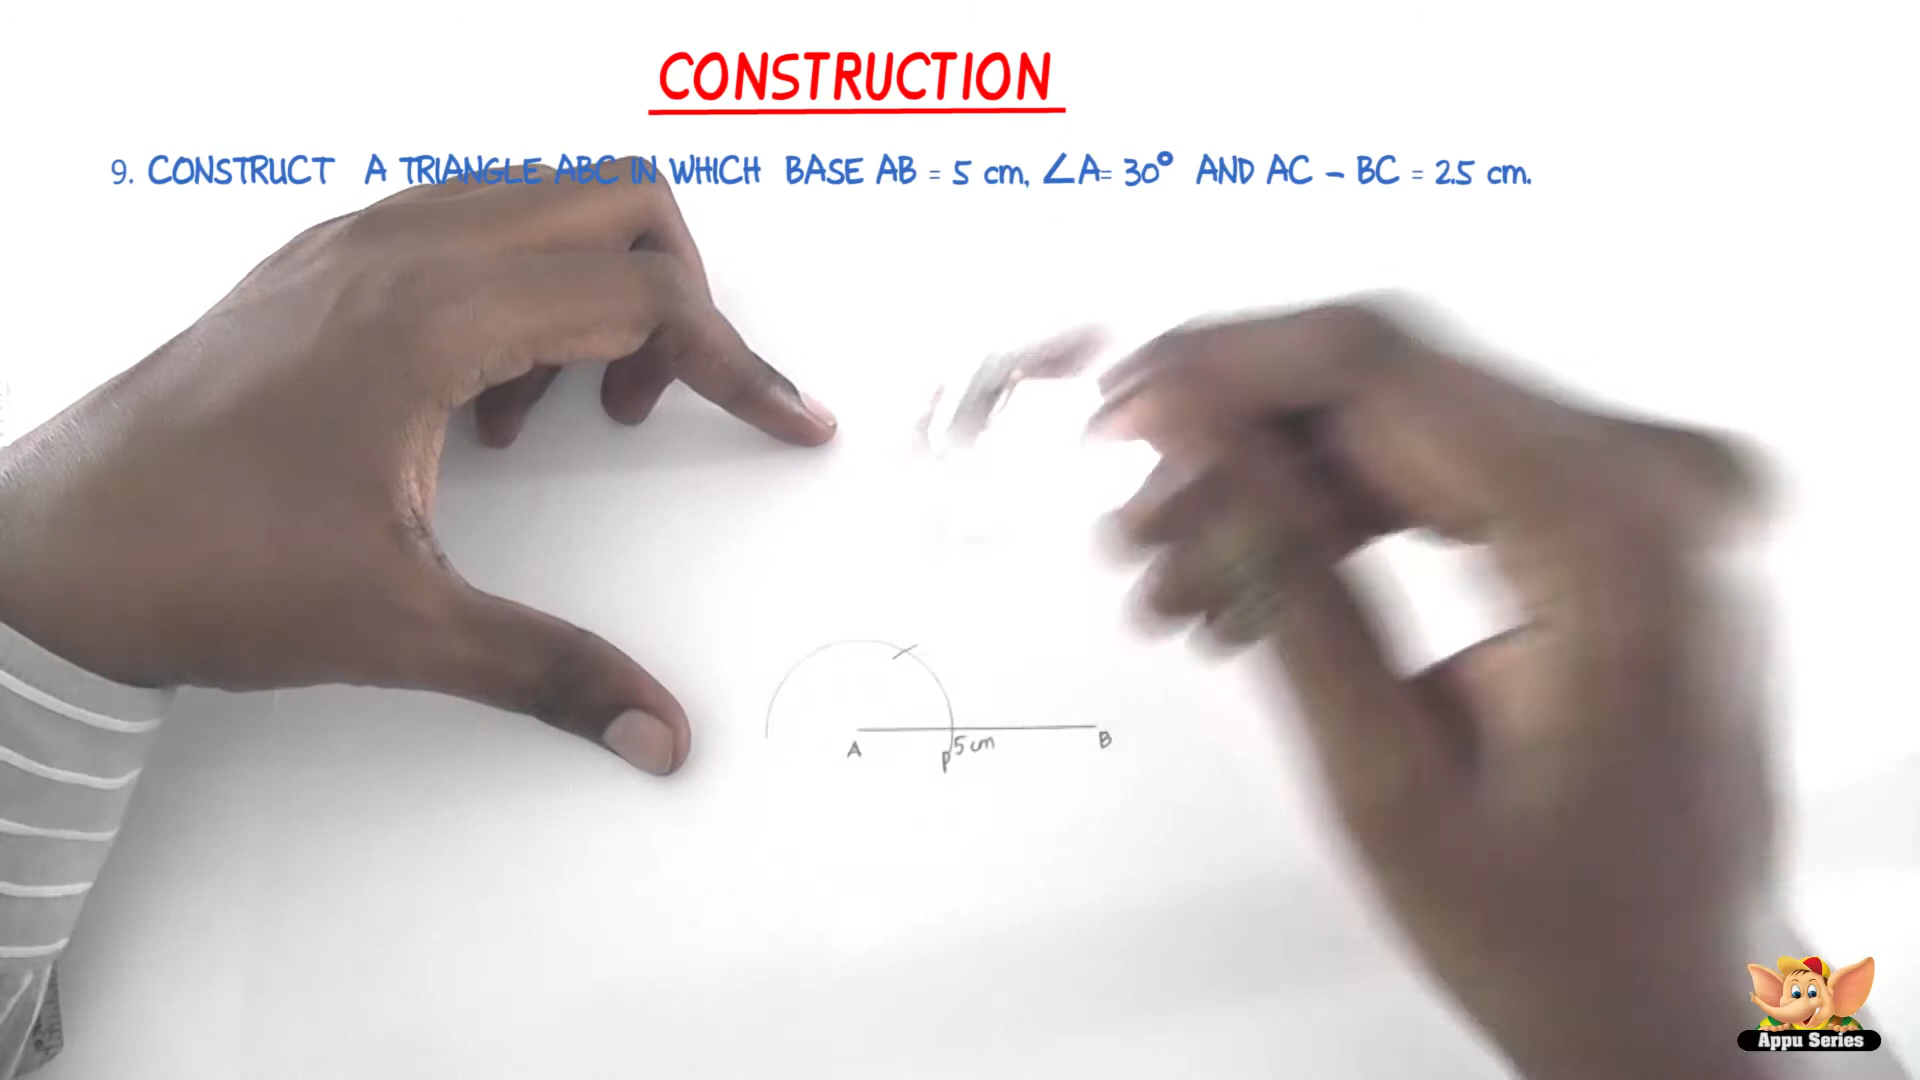 CONSTRUCTION
9. CONSTRUCT A TRIANGLE ABC IN WHICH BASE AB = 5 cm, ∠A= 30° AND AC - BC = 2.5 cm.
A P 5 cm B
Appu Series